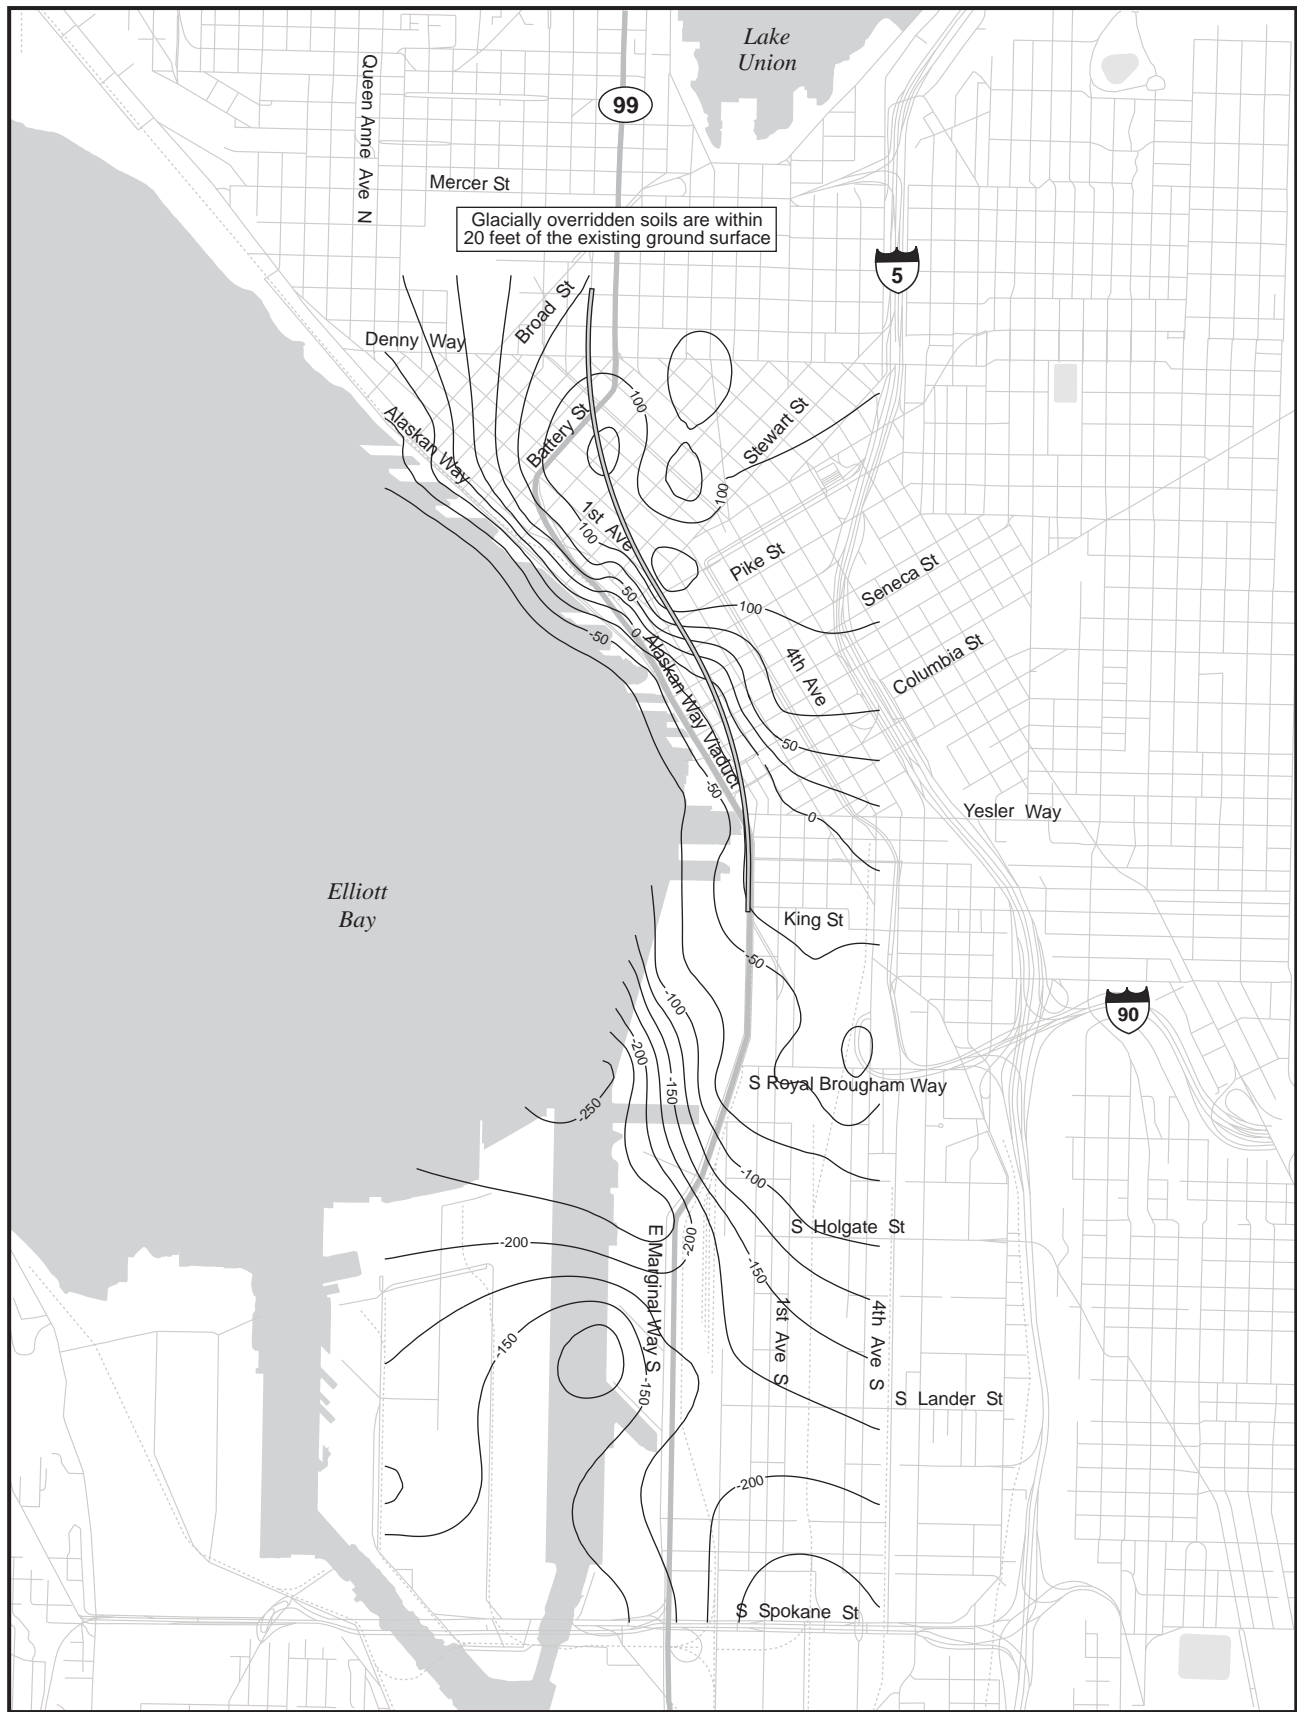 Lake
Union
Queen Anne Ave N
99
Mercer St
Glacially overridden soils are within
20 feet of the existing ground surface
5
Broad St
Denny Way
100
Alaskan Way
Battery St
Stewart St
100
1st Ave
100
Pike St
Seneca St
50
100
0
-50
Alaskan Way Viaduct
4th Ave
Columbia St
50
-50
0
Yesler Way
Elliott
Bay
King St
-50
-100
90
-200
-150
S Royal Brougham Way
-250
-100
S Holgate St
-200
-200
E Marginal Way S
-150
1st Ave S
4th Ave S
-150
-150
S Lander St
-200
S Spokane St